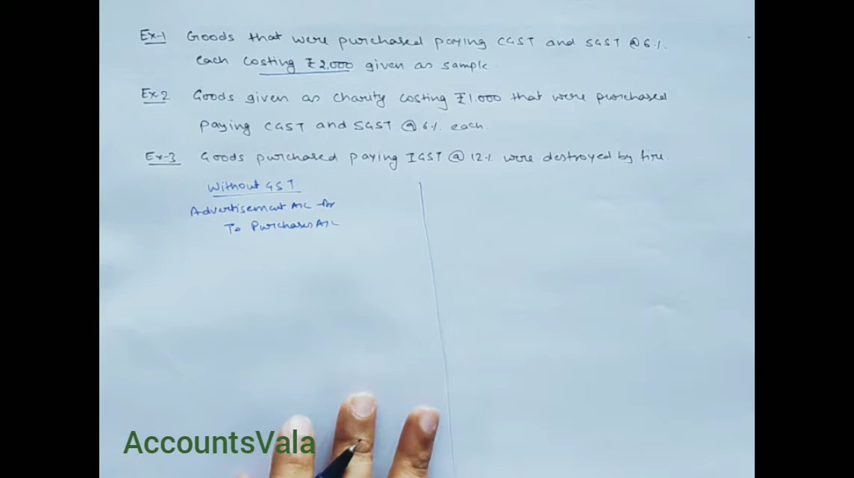 Ex-1 Goods that were purchased paying CGST and SGST @ 6%.
each costing ₹2,000 given as sample.
Ex-2 Goods given as charity costing ₹1,000 that were purchased
paying CGST and SGST @ 6% each.
Ex-3 Goods purchased paying IGST @ 12% were destroyed by fire.
Without GST
Advertisement A/c Dr
To Purchases A/c
AccountsVala